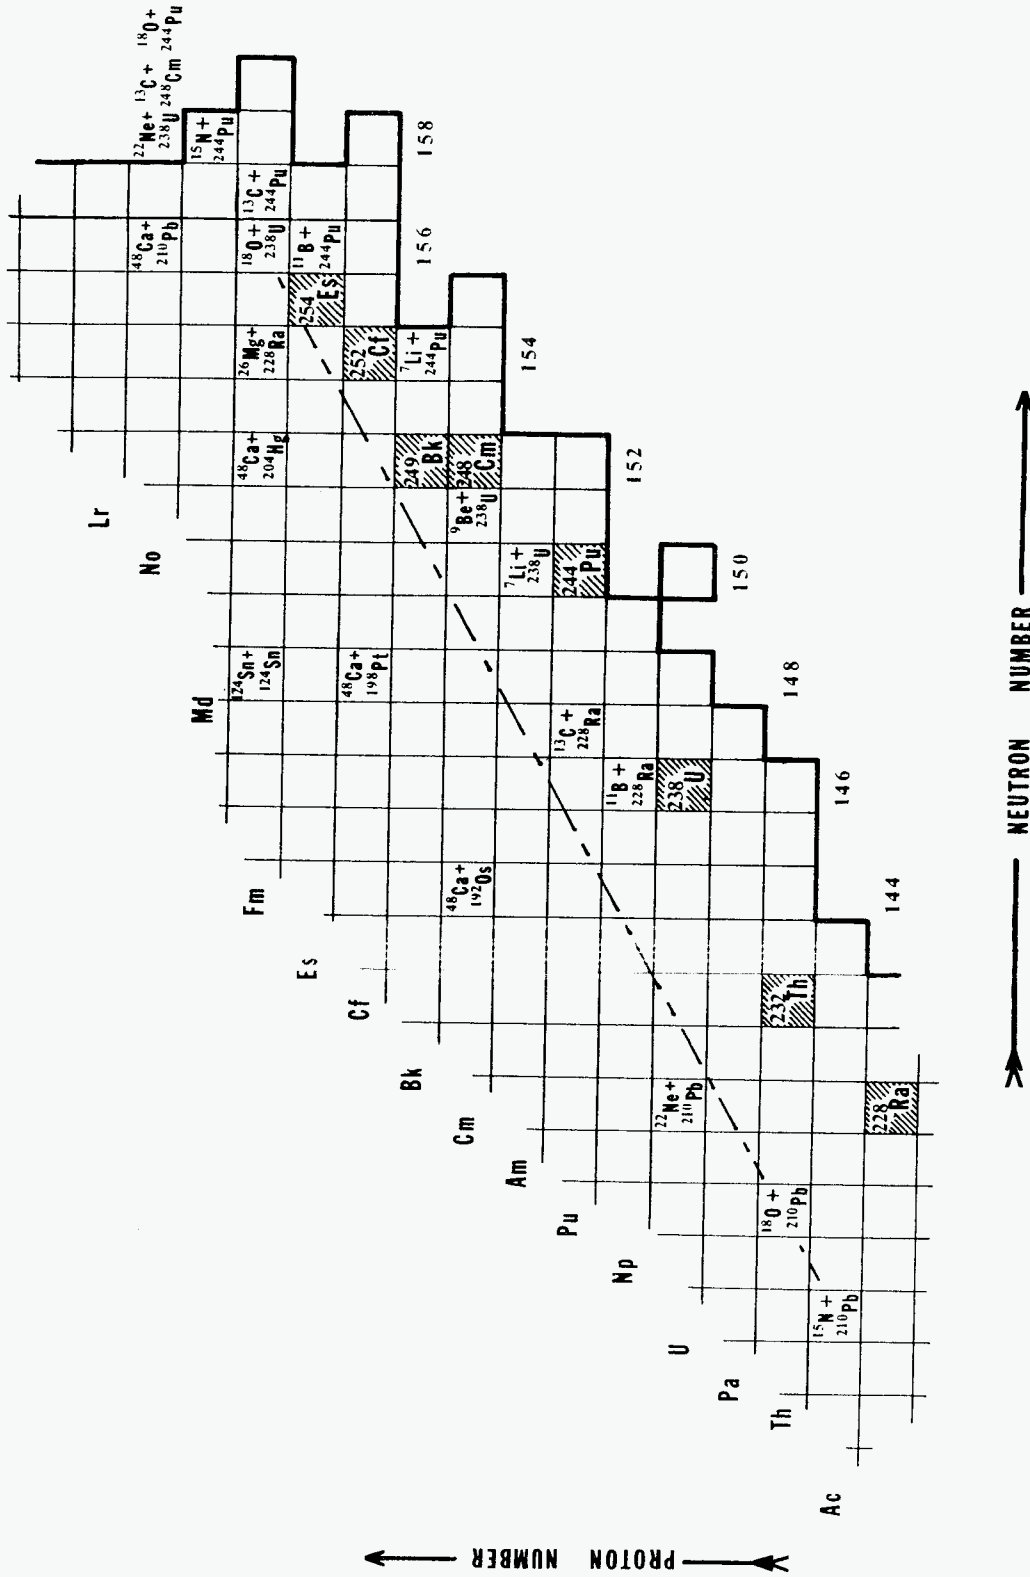 22Ne+ 13C+ 18O+
238U 248Cm 244Pu
15N+
244Pu
48Ca+
210Pb
18O+
238U
13C+
244Pu
11B+
244Pu
254
Es
26Mg+
228Ra
252
Cf
7Li+
244Pu
48Ca+
204Hg
249
Bk
248
Cm
9Be+
238U
7Li+
238U
244
Pu
124Sn+
124Sn
48Ca+
198Pt
13C+
228Ra
11B+
228Ra
238
U
48Ca+
192Os
232
Th
22Ne+
210Pb
228
Ra
18O+
210Pb
15N+
210Pb
Lr
No
Md
Fm
Es
Cf
Bk
Cm
Am
Pu
Np
U
Pa
Th
Ac
158
156
154
152
150
148
146
144
NEUTRON NUMBER
PROTON NUMBER